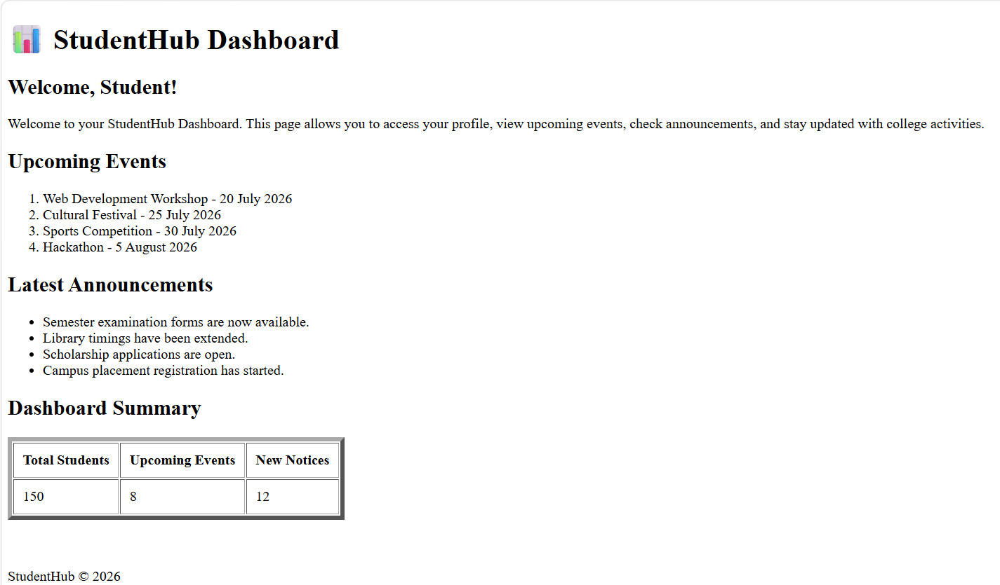 StudentHub Dashboard
Welcome, Student!
Welcome to your StudentHub Dashboard. This page allows you to access your profile, view upcoming events, check announcements, and stay updated with college activities.
Upcoming Events
1. Web Development Workshop - 20 July 2026
2. Cultural Festival - 25 July 2026
3. Sports Competition - 30 July 2026
4. Hackathon - 5 August 2026
Latest Announcements
• Semester examination forms are now available.
• Library timings have been extended.
• Scholarship applications are open.
• Campus placement registration has started.
Dashboard Summary
Total Students Upcoming Events New Notices
150 8 12
StudentHub © 2026